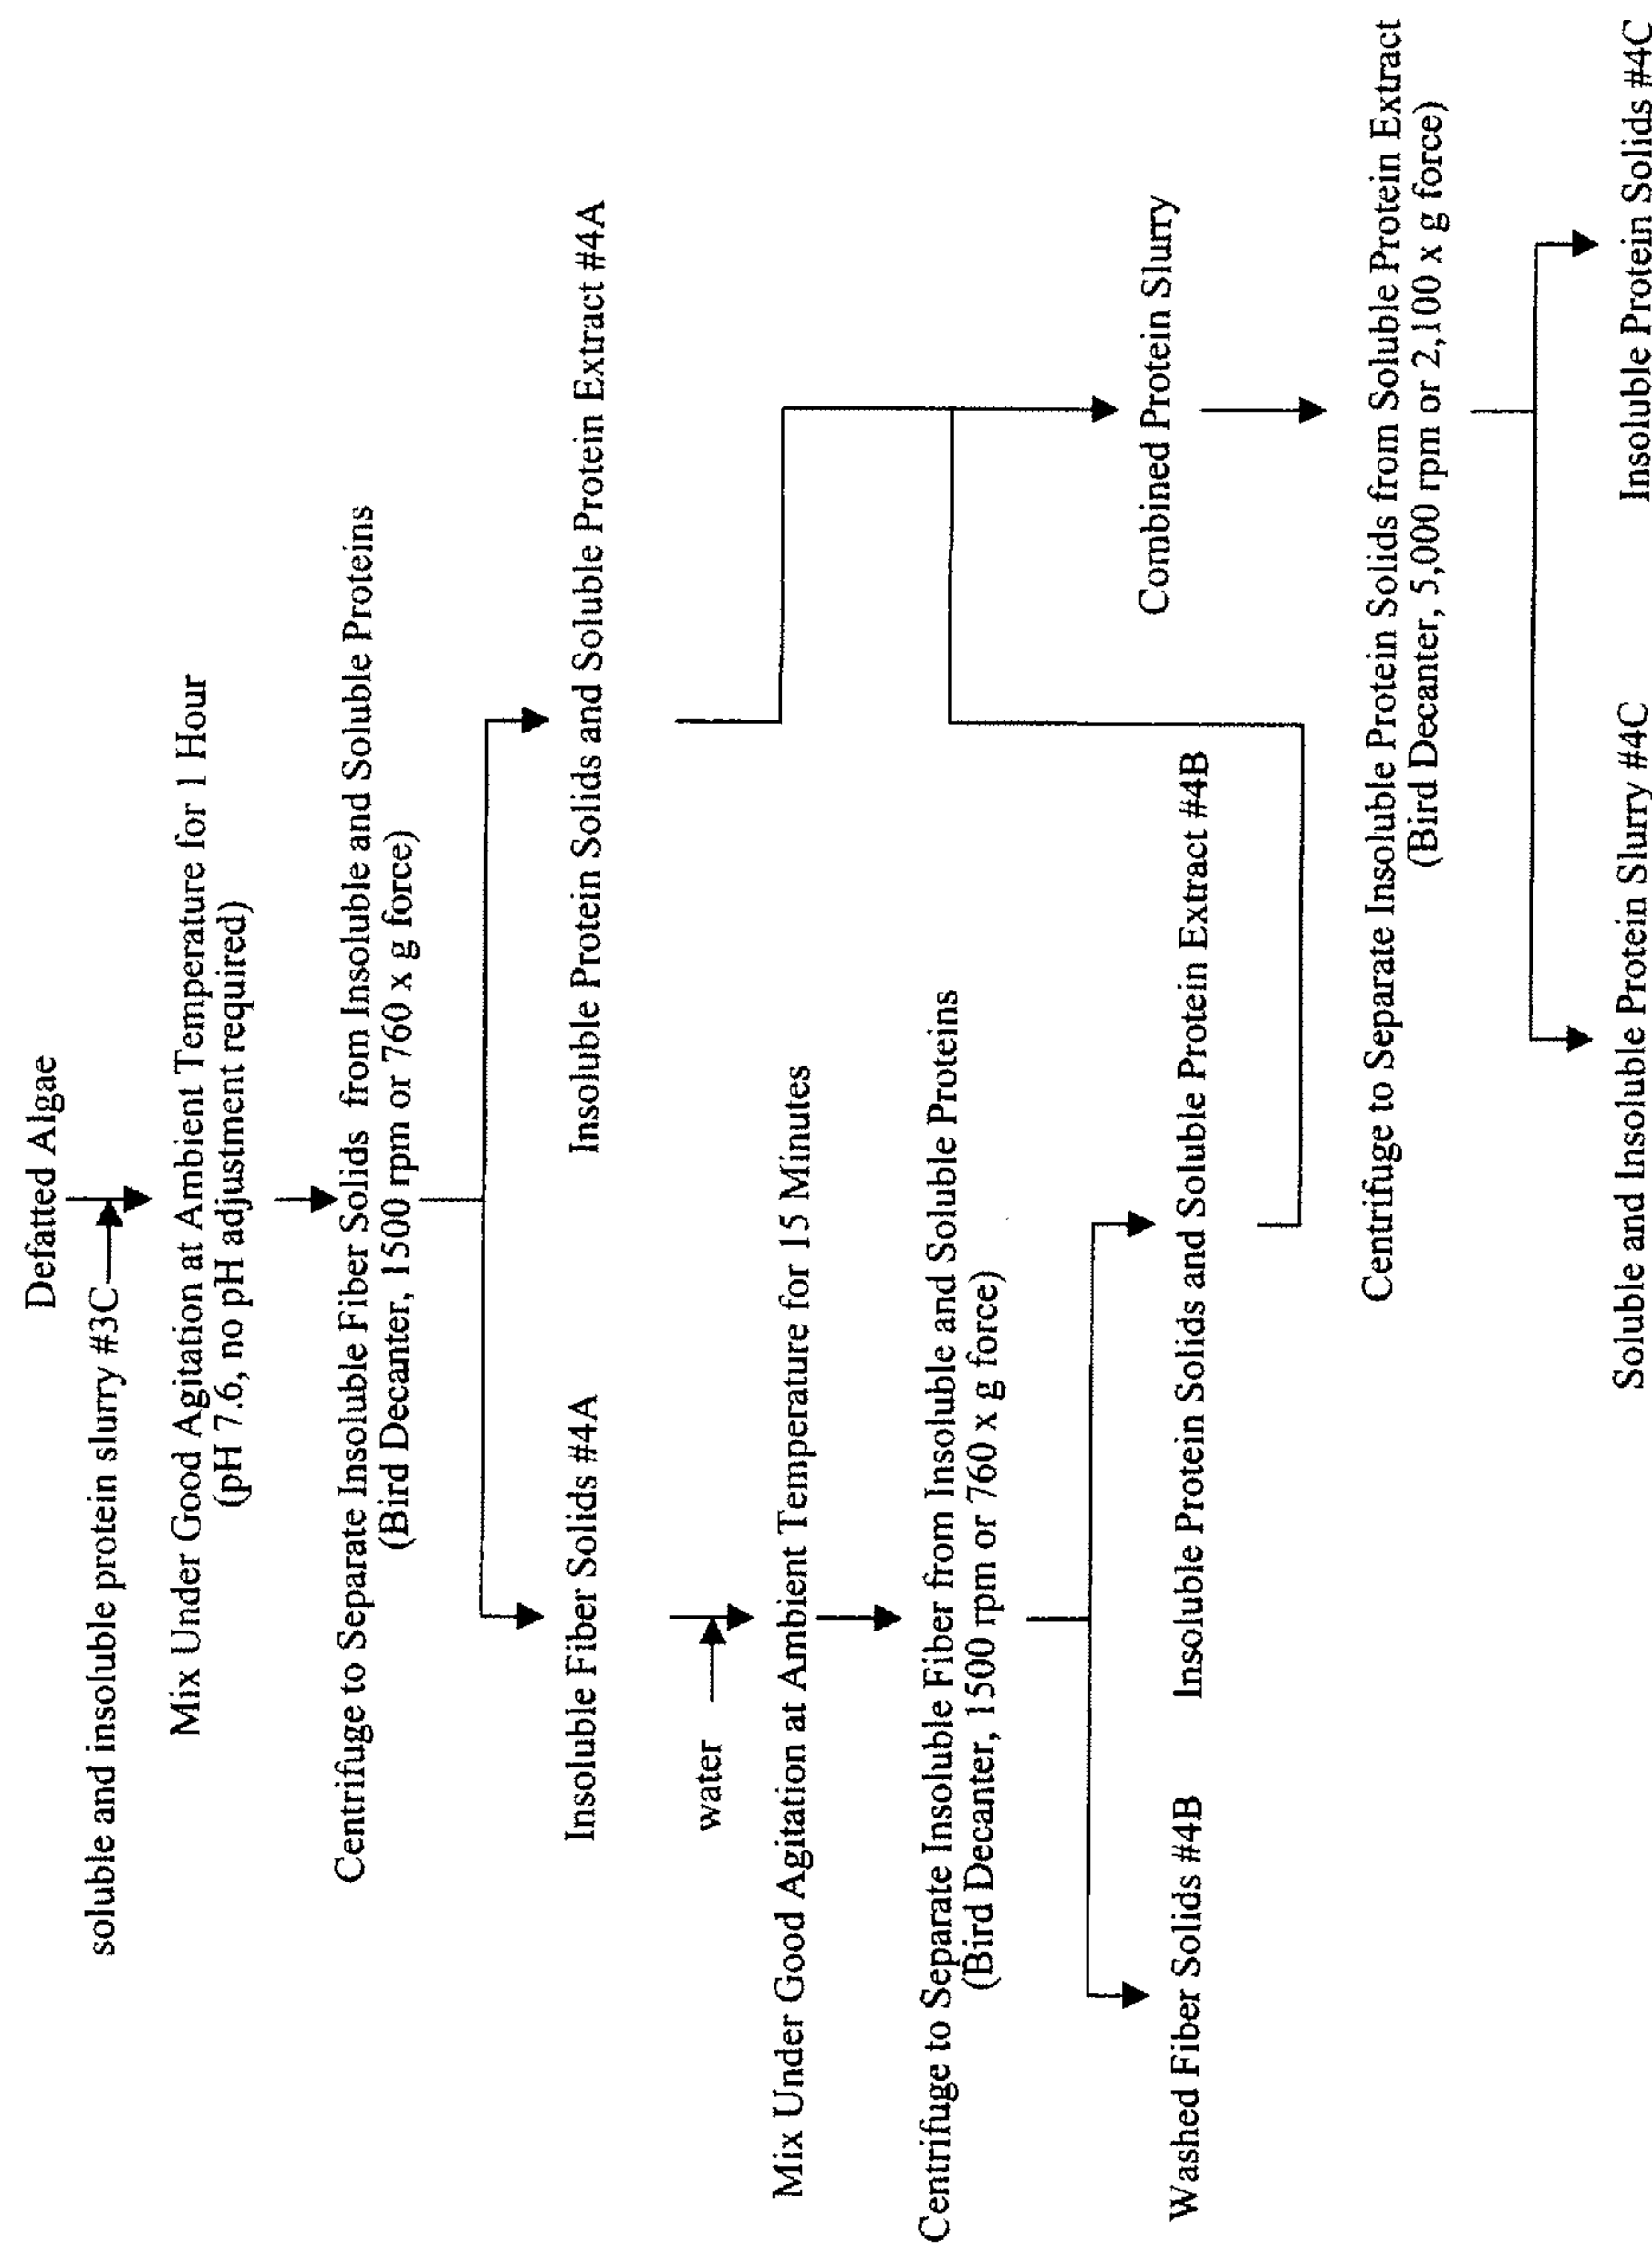 Defatted Algae
soluble and insoluble protein slurry #3C
Mix Under Good Agitation at Ambient Temperature for 1 Hour
(pH 7.6, no pH adjustment required)
Centrifuge to Separate Insoluble Fiber Solids from Insoluble and Soluble Proteins
(Bird Decanter, 1500 rpm or 760 x g force)
Insoluble Fiber Solids #4A
Insoluble Protein Solids and Soluble Protein Extract #4A
water
Mix Under Good Agitation at Ambient Temperature for 15 Minutes
Centrifuge to Separate Insoluble Fiber from Insoluble and Soluble Proteins
(Bird Decanter, 1500 rpm or 760 x g force)
Washed Fiber Solids #4B
Insoluble Protein Solids and Soluble Protein Extract #4B
Combined Protein Slurry
Centrifuge to Separate Insoluble Protein Solids from Soluble Protein Extract
(Bird Decanter, 5,000 rpm or 2,100 x g force)
Soluble and Insoluble Protein Slurry #4C
Insoluble Protein Solids #4C